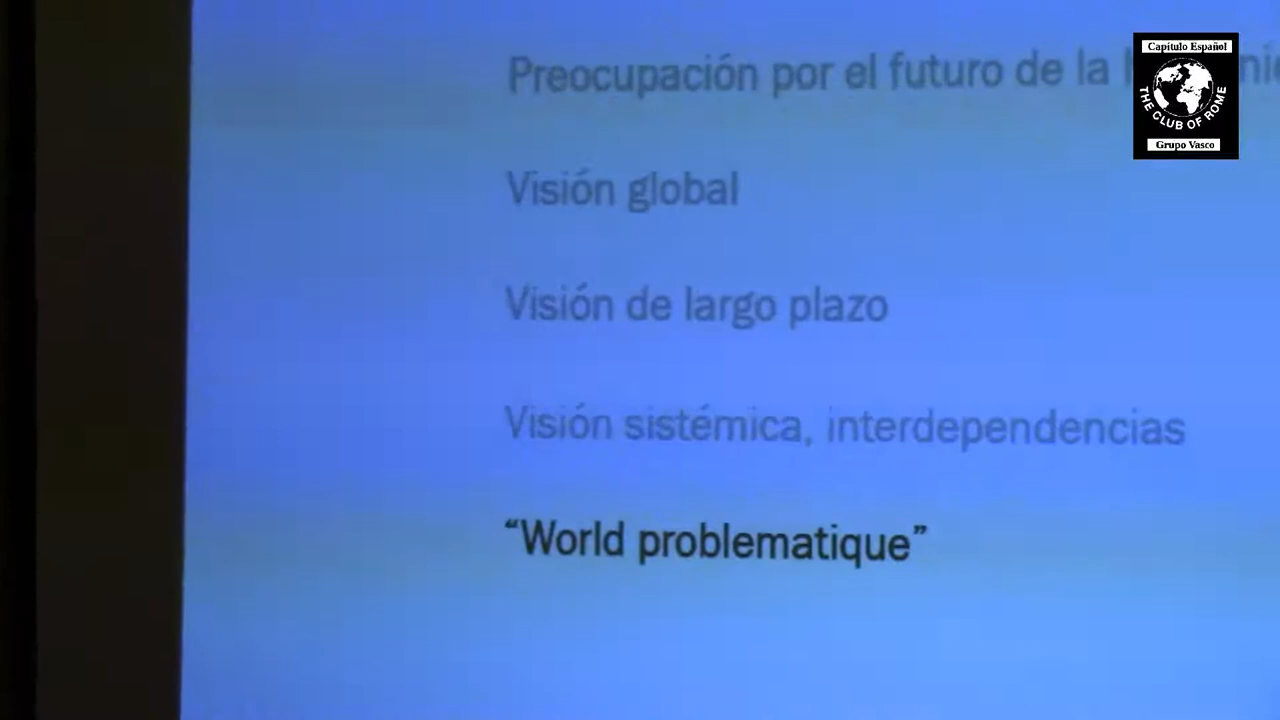 Preocupación por el futuro de la
Visión global
Visión de largo plazo
Visión sistémica, interdependencias
“World problematique”
Capítulo Español
THE CLUB OF ROME
Grupo Vasco